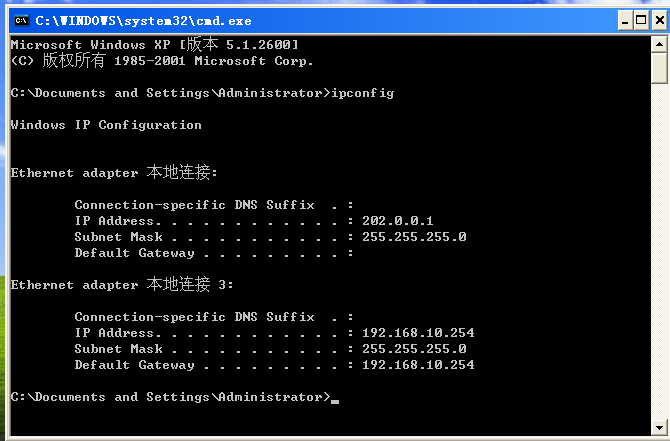 C:\WINDOWS\system32\cmd.exe
Microsoft Windows XP [版本 5.1.2600]
(C) 版权所有 1985-2001 Microsoft Corp.
C:\Documents and Settings\Administrator>ipconfig
Windows IP Configuration
Ethernet adapter 本地连接:
Connection-specific DNS Suffix  . :
IP Address. . . . . . . . . . . . : 202.0.0.1
Subnet Mask . . . . . . . . . . . : 255.255.255.0
Default Gateway . . . . . . . . . :
Ethernet adapter 本地连接 3:
Connection-specific DNS Suffix  . :
IP Address. . . . . . . . . . . . : 192.168.10.254
Subnet Mask . . . . . . . . . . . : 255.255.255.0
Default Gateway . . . . . . . . . : 192.168.10.254
C:\Documents and Settings\Administrator>_